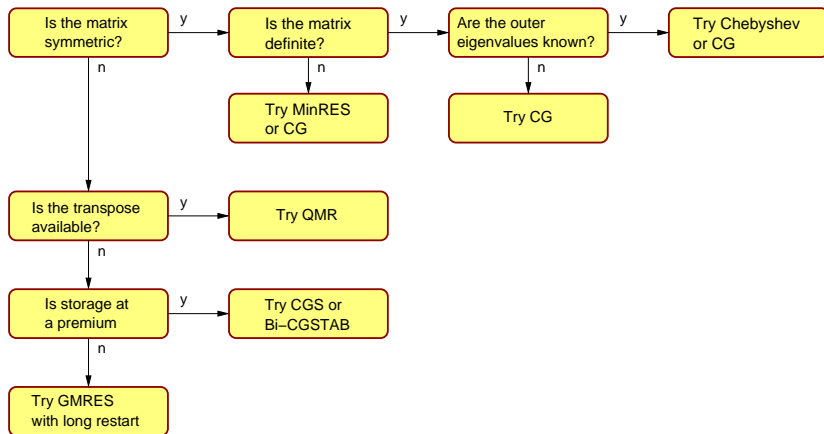 Is the matrix
symmetric?
y
Is the matrix
definite?
y
Are the outer
eigenvalues known?
y
Try Chebyshev
or CG
n
n
n
Try MinRES
or CG
Try CG
Is the transpose
available?
y
Try QMR
n
Is storage at
a premium
y
Try CGS or
Bi−CGSTAB
n
Try GMRES
with long restart